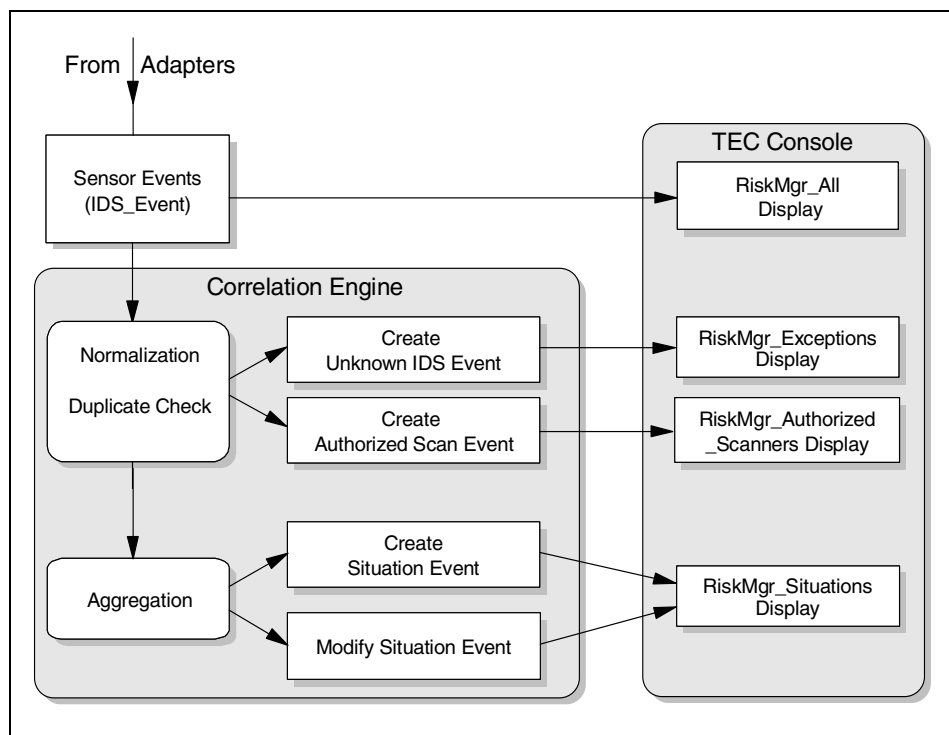 From Adapters
Sensor Events
(IDS_Event)
TEC Console
RiskMgr_All
Display
Correlation Engine
Normalization
Duplicate Check
Create
Unknown IDS Event
RiskMgr_Exceptions
Display
Create
Authorized Scan Event
RiskMgr_Authorized
_Scanners Display
Aggregation
Create
Situation Event
Modify Situation Event
RiskMgr_Situations
Display